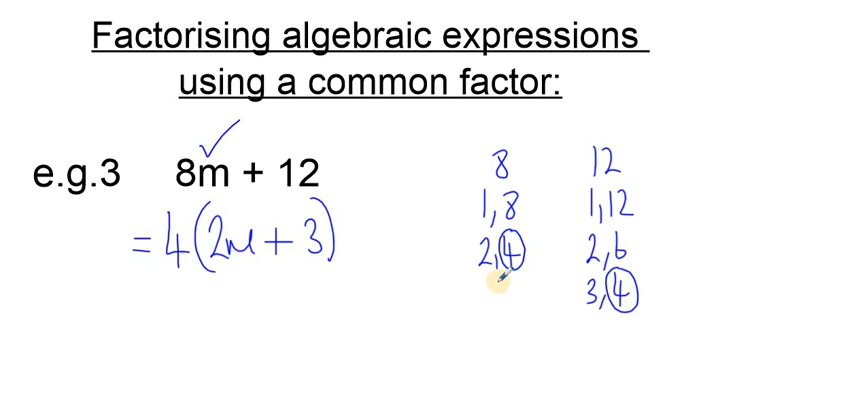 Factorising algebraic expressions
using a common factor:
e.g.3 8m + 12
= 4(2m + 3)
8
1,8
2,4
12
1,12
2,6
3,4